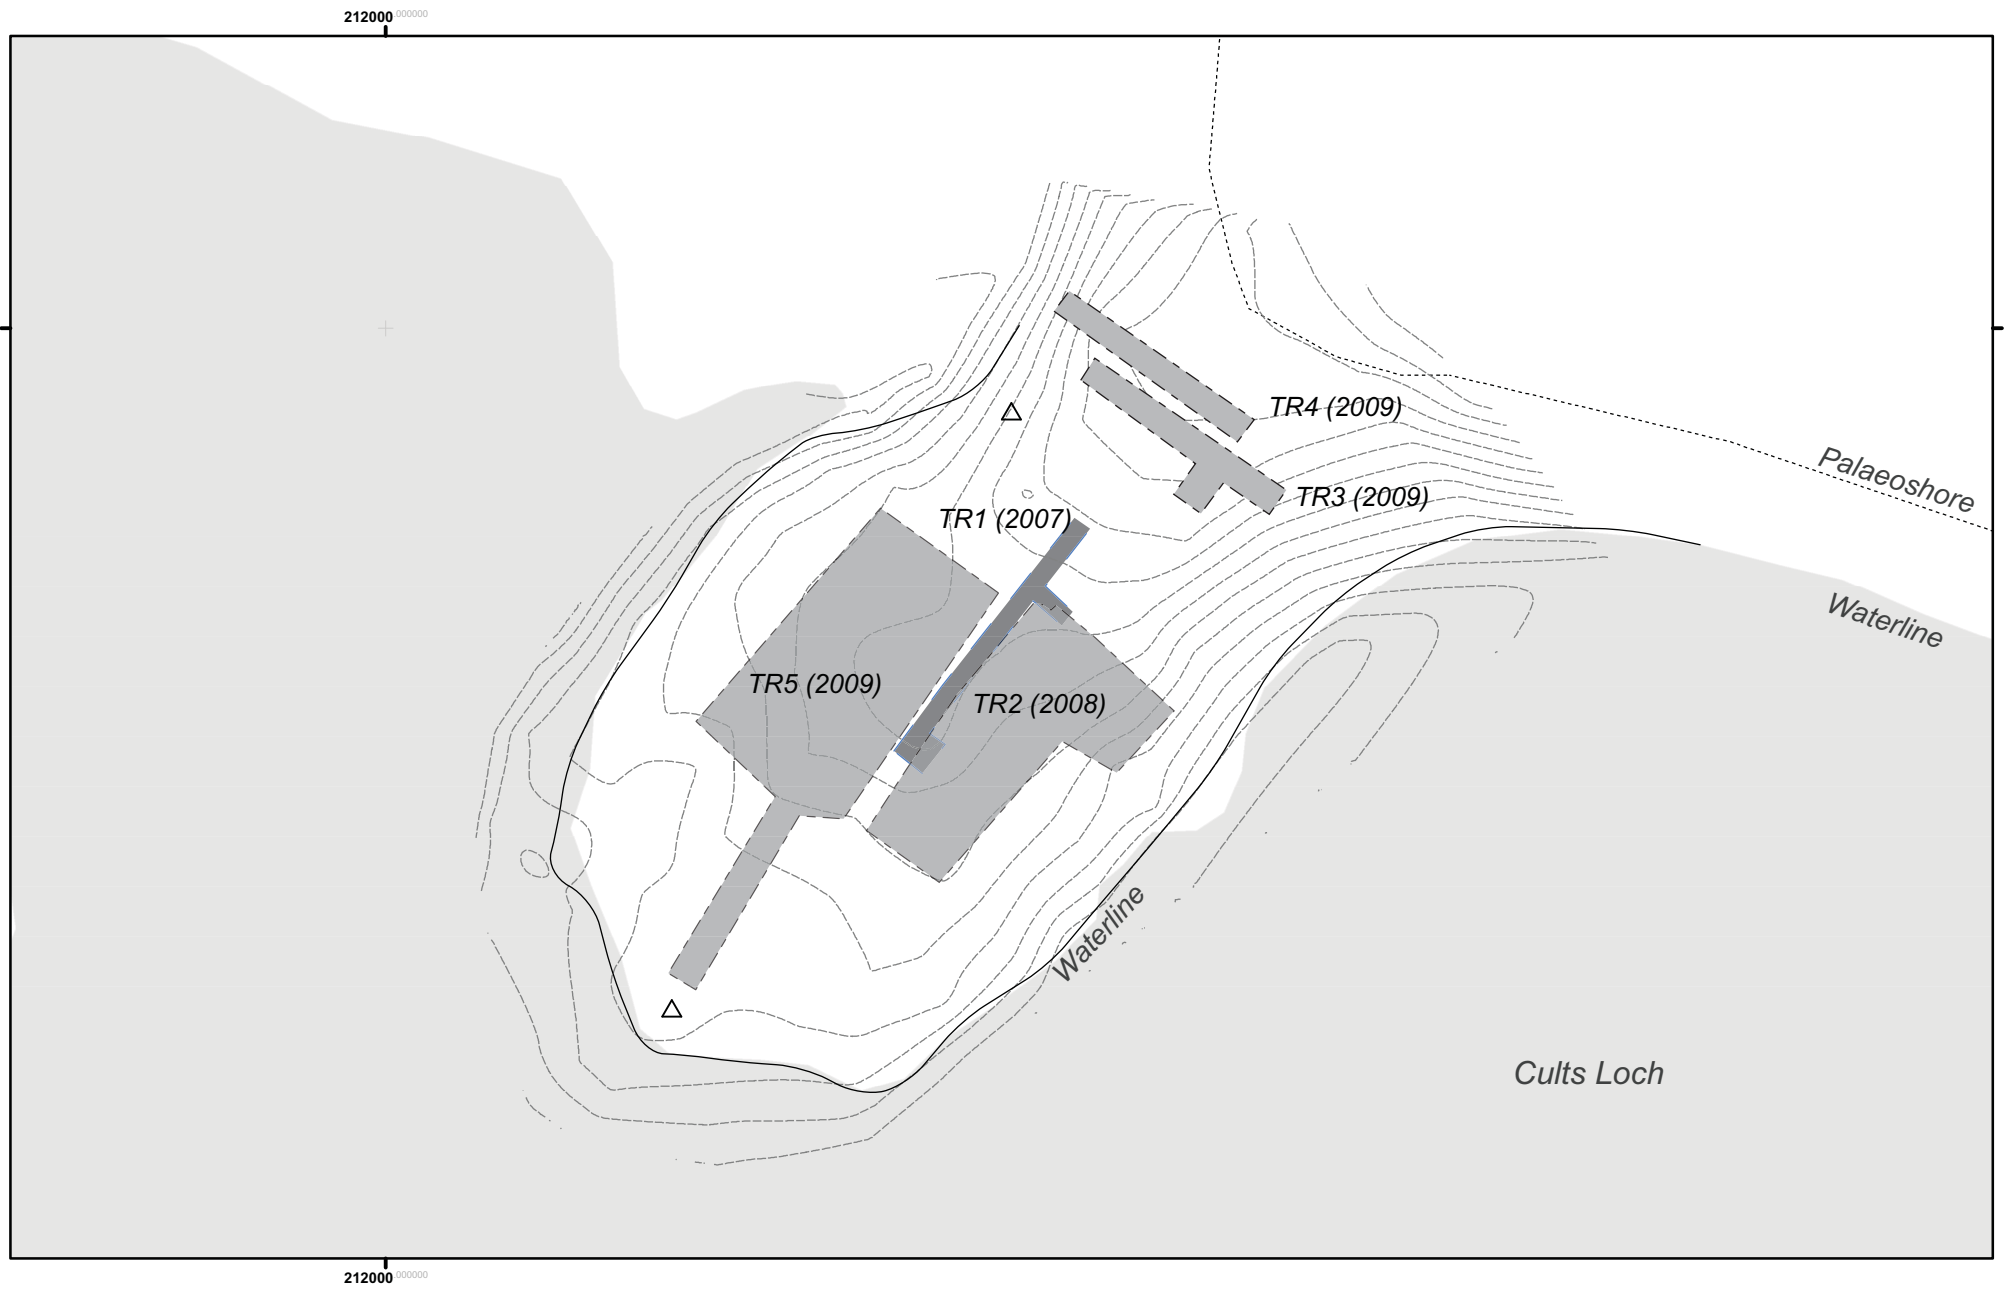 212000.000000
TR4 (2009)
Palaeoshore
TR3 (2009)
TR1 (2007)
Waterline
TR5 (2009)
TR2 (2008)
Waterline
Cults Loch
212000.000000